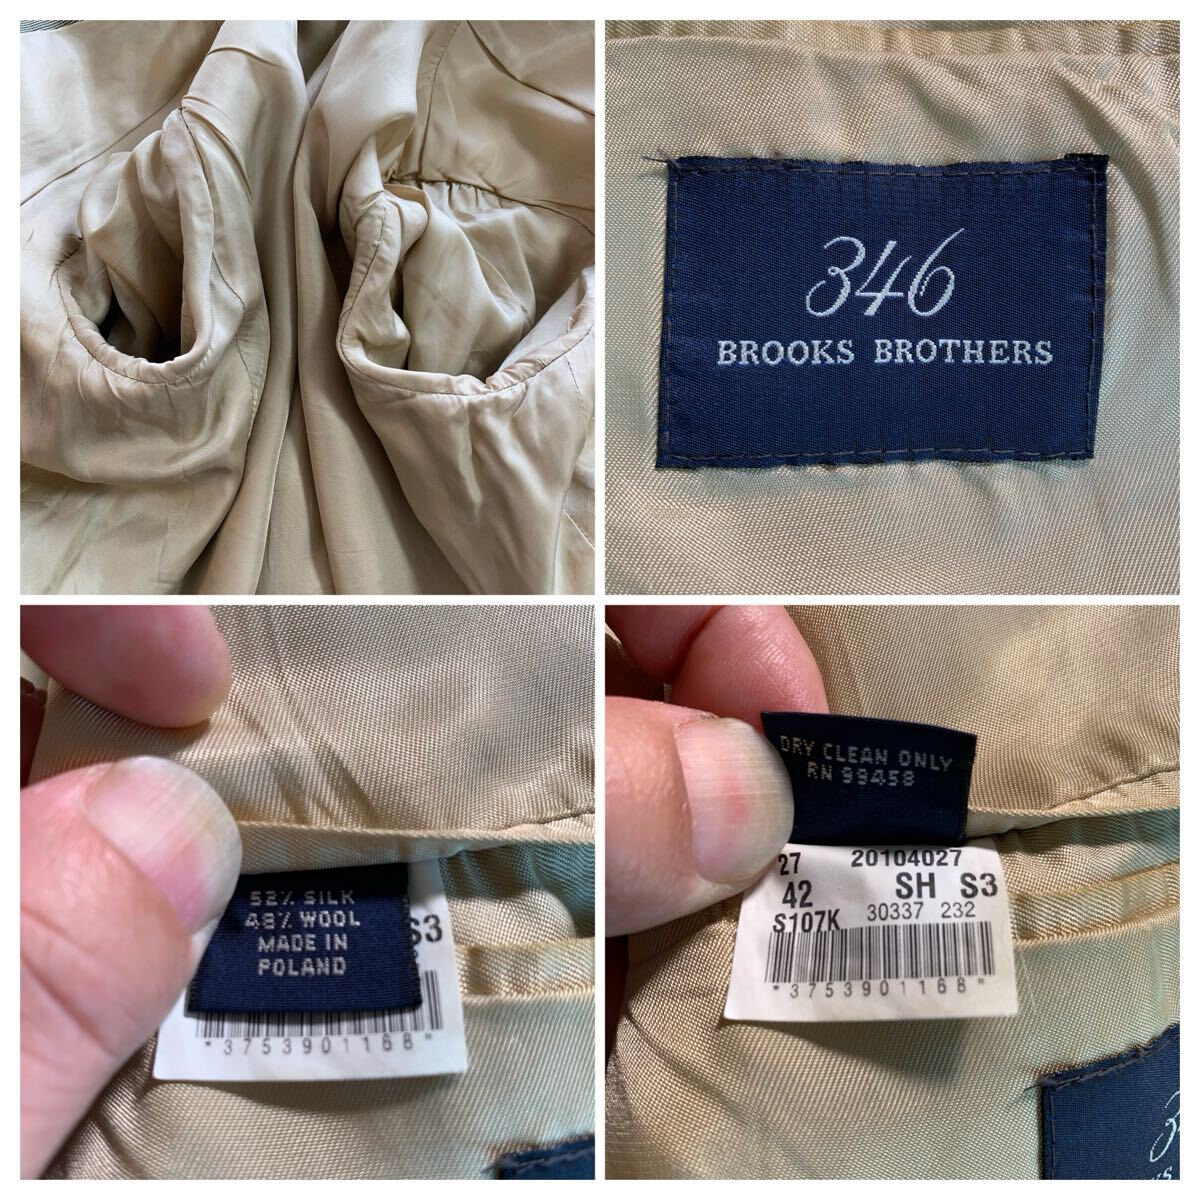 346
BROOKS BROTHERS
52% SILK
48% WOOL
MADE IN
POLAND
S3
*3753901168*
DRY CLEAN ONLY
RN 99458
27 20104027
42 SH S3
S107K 30337 232
*3753901168*